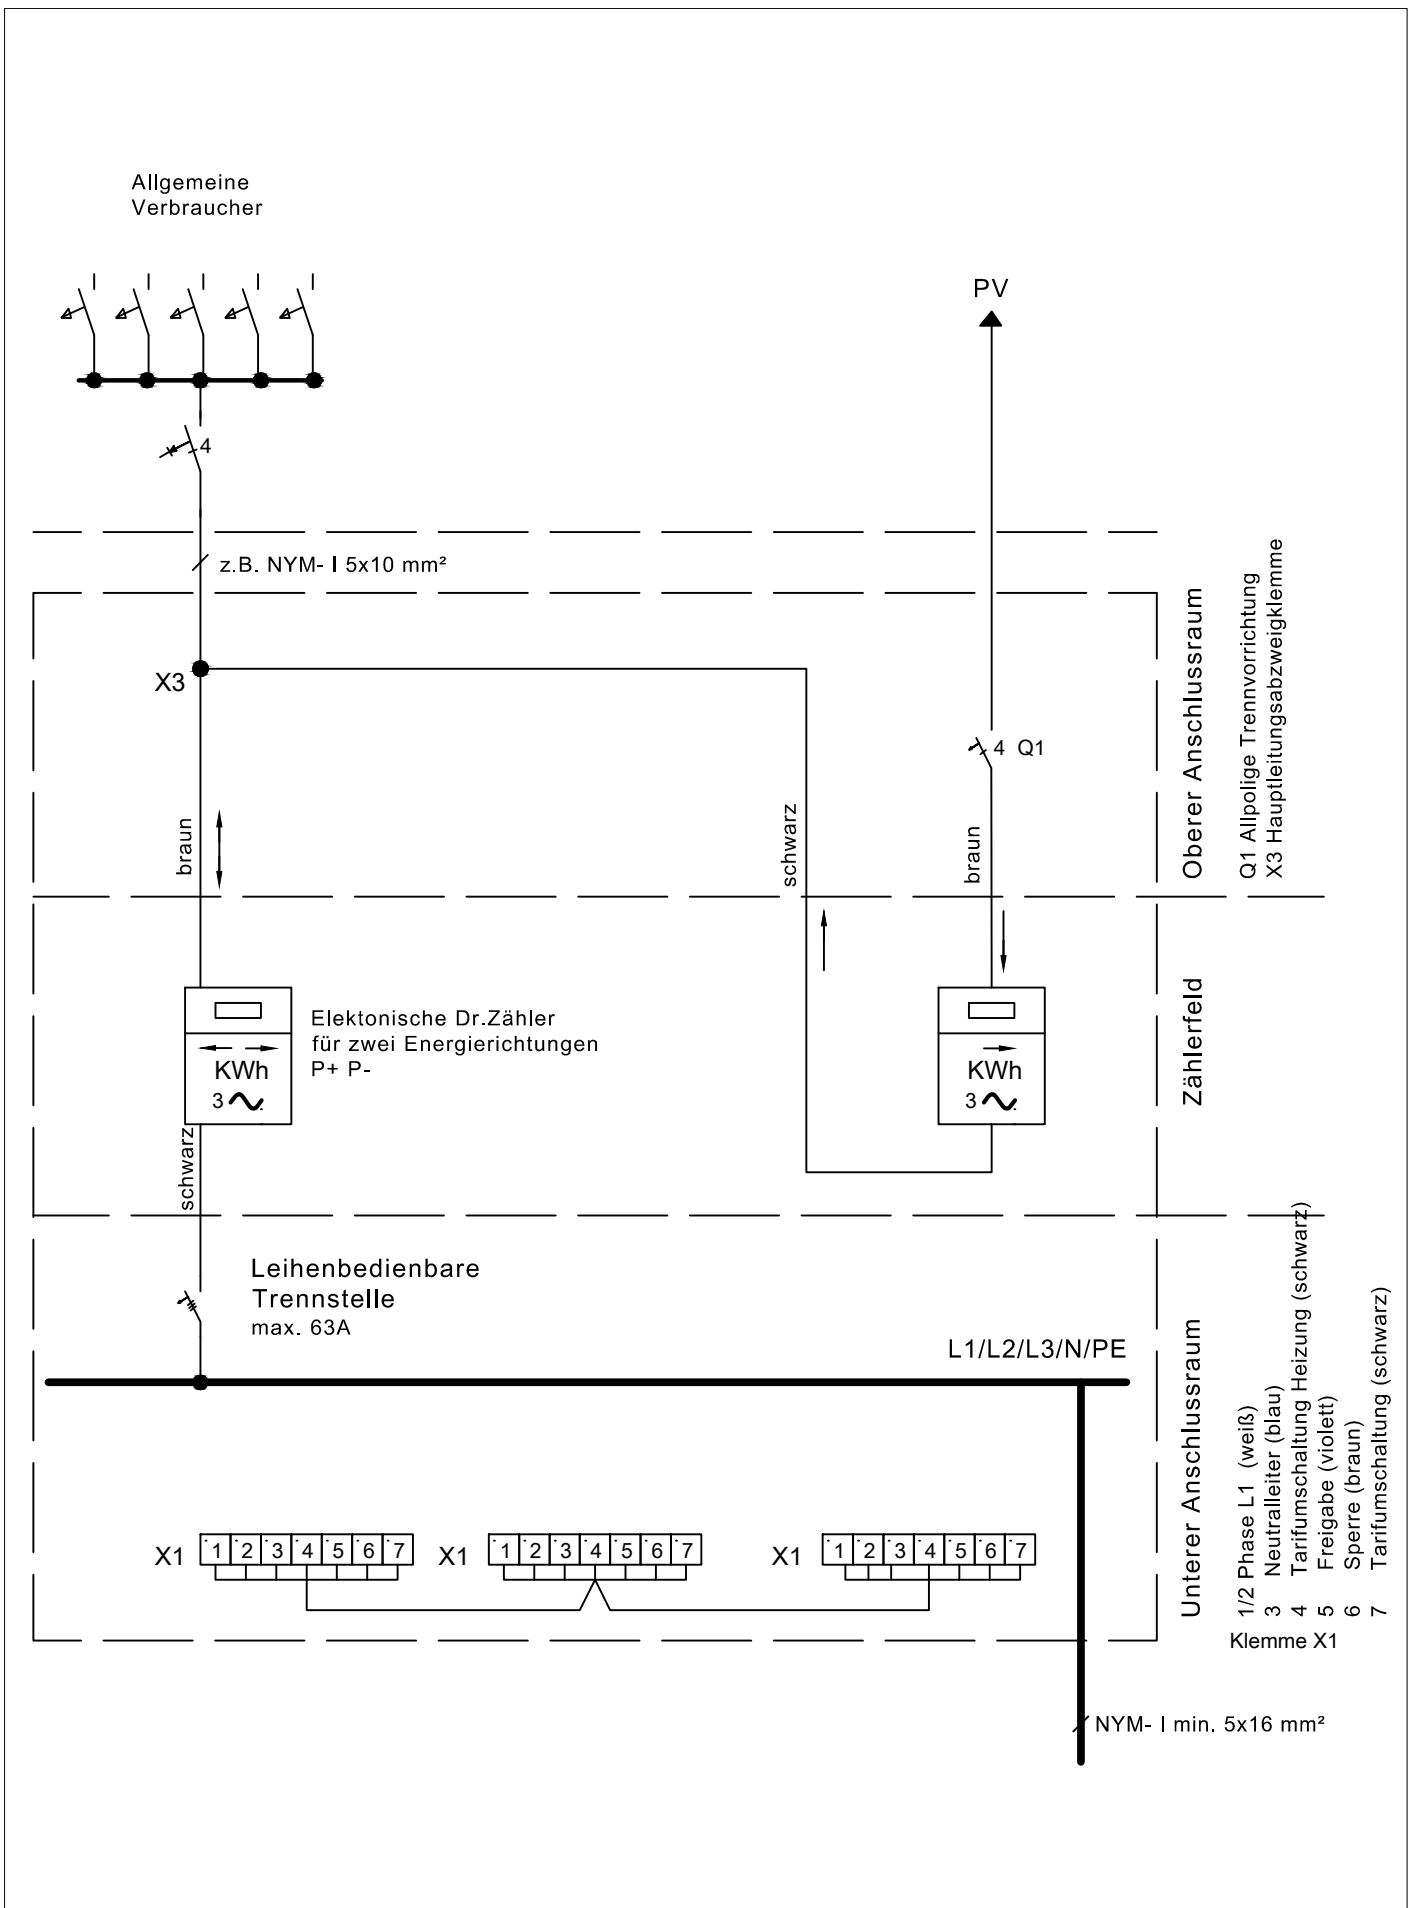 Allgemeine
Verbraucher
PV
4
z.B. NYM- I 5x10 mm²
X3
4 Q1
braun
schwarz
braun
Oberer Anschlussraum
Q1 Allpolige Trennvorrichtung
X3 Hauptleitungsabzweigklemme
Elektonische Dr.Zähler
für zwei Energierichtungen
P+ P-
KWh
3
KWh
3
Zählerfeld
schwarz
Leihenbedienbare
Trennstelle
max. 63A
L1/L2/L3/N/PE
X1 1 2 3 4 5 6 7
X1 1 2 3 4 5 6 7
X1 1 2 3 4 5 6 7
Unterer Anschlussraum
1/2 Phase L1 (weiß)
3 Neutralleiter (blau)
4 Tarifumschaltung Heizung (schwarz)
5 Freigabe (violett)
6 Sperre (braun)
7 Tarifumschaltung (schwarz)
Klemme X1
NYM- I min. 5x16 mm²